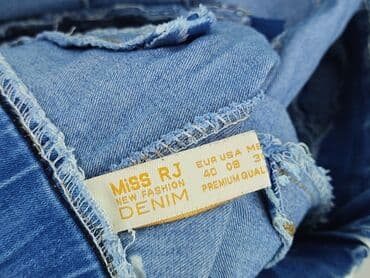 MiSS RJ
NEW FASHION
DENIM
EUR USA
40 08
PREMIUM